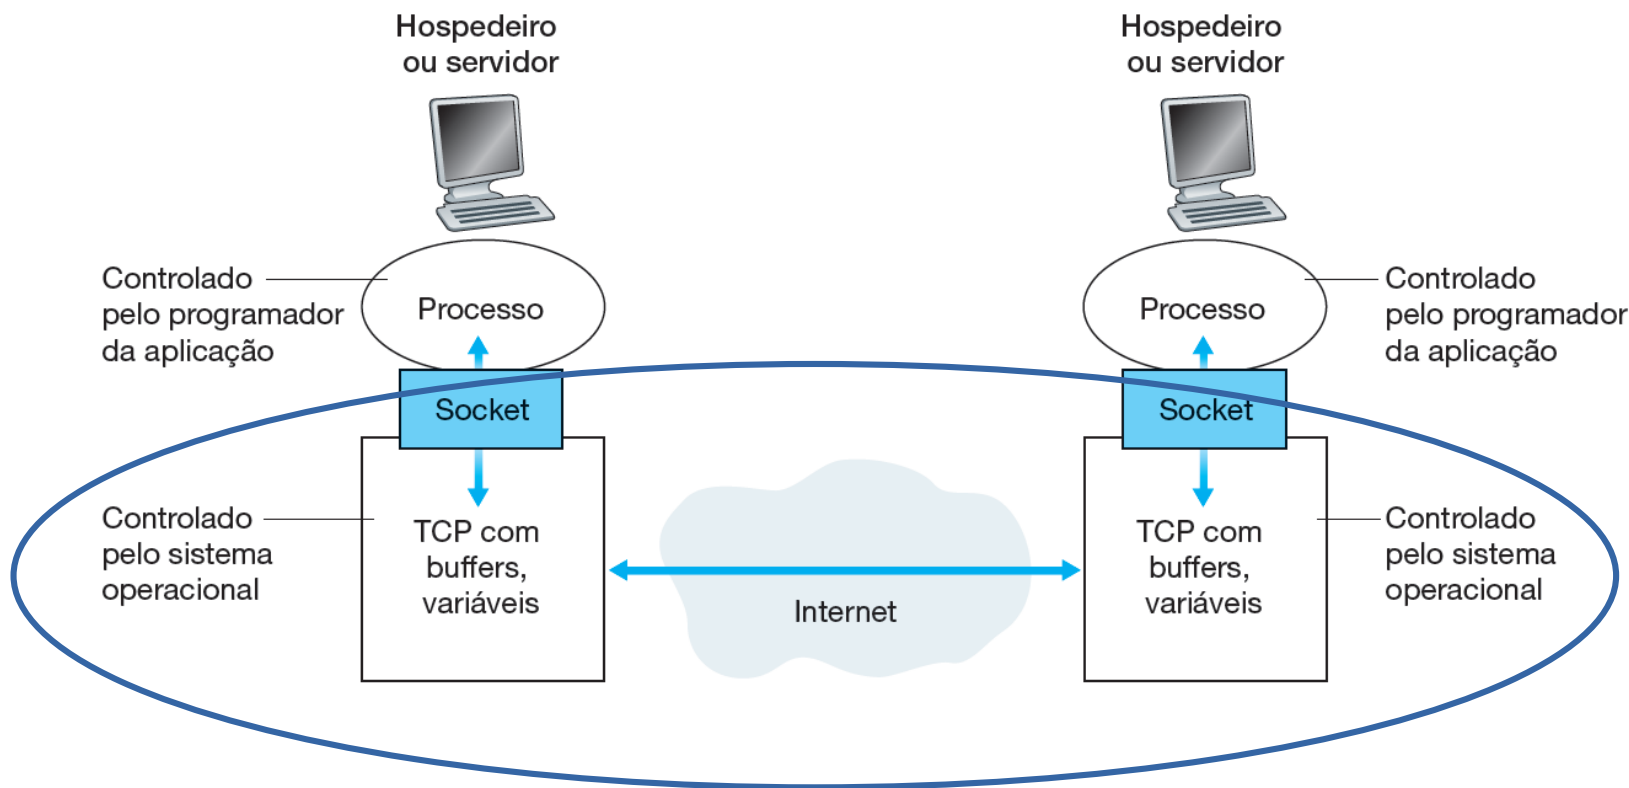 Hospedeiro
ou servidor
Hospedeiro
ou servidor
Controlado
pelo programador
da aplicação
Processo
Processo
Controlado
pelo programador
da aplicação
Socket
Socket
Controlado
pelo sistema
operacional
TCP com
buffers,
variáveis
Internet
TCP com
buffers,
variáveis
Controlado
pelo sistema
operacional